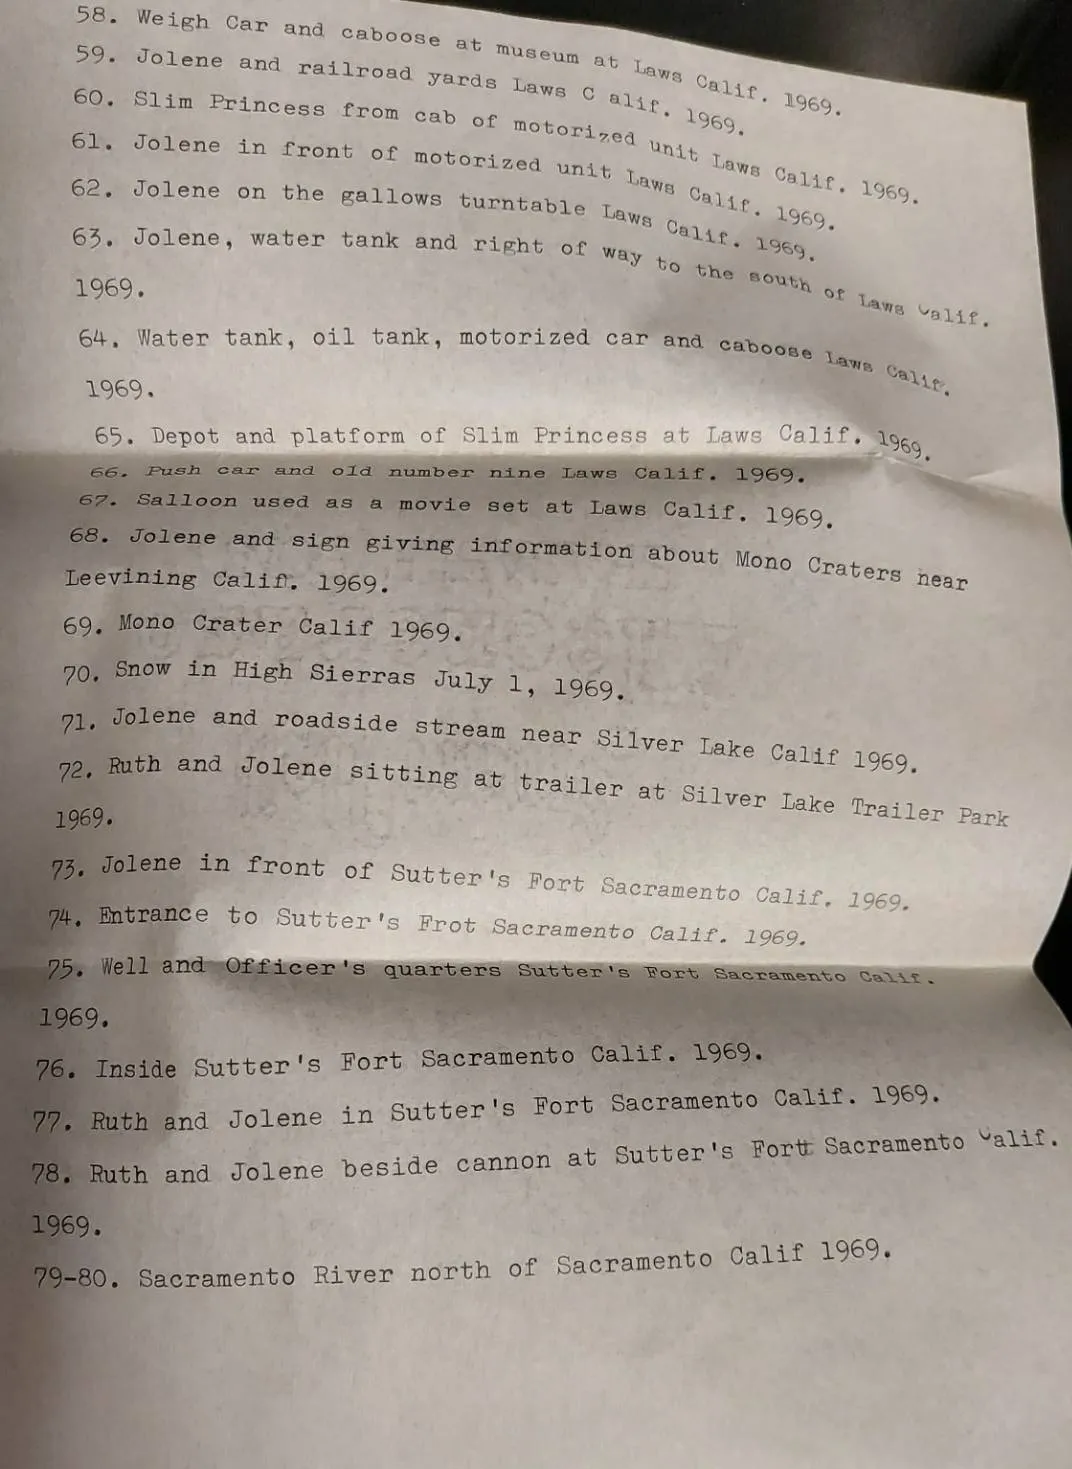 58. Weigh Car and caboose at museum at Laws Calif. 1969.
59. Jolene and railroad yards Laws C alif. 1969.
60. Slim Princess from cab of motorized unit Laws Calif. 1969.
61. Jolene in front of motorized unit Laws Calif. 1969.
62. Jolene on the gallows turntable Laws Calif. 1969.
63. Jolene, water tank and right of way to the south of Laws Calif.
1969.
64. Water tank, oil tank, motorized car and caboose Laws Calif.
1969.
65. Depot and platform of Slim Princess at Laws Calif. 1969.
66. Push car and old number nine Laws Calif. 1969.
67. Salloon used as a movie set at Laws Calif. 1969.
68. Jolene and sign giving information about Mono Craters near
Leevining Calif. 1969.
69. Mono Crater Calif 1969.
70. Snow in High Sierras July 1, 1969.
71. Jolene and roadside stream near Silver Lake Calif 1969.
72. Ruth and Jolene sitting at trailer at Silver Lake Trailer Park
1969.
73. Jolene in front of Sutter's Fort Sacramento Calif. 1969.
74. Entrance to Sutter's Frot Sacramento Calif. 1969.
75. Well and Officer's quarters Sutter's Fort Sacramento Calif.
1969.
76. Inside Sutter's Fort Sacramento Calif. 1969.
77. Ruth and Jolene in Sutter's Fort Sacramento Calif. 1969.
78. Ruth and Jolene beside cannon at Sutter's Fortt Sacramento Calif.
1969.
79-80. Sacramento River north of Sacramento Calif 1969.